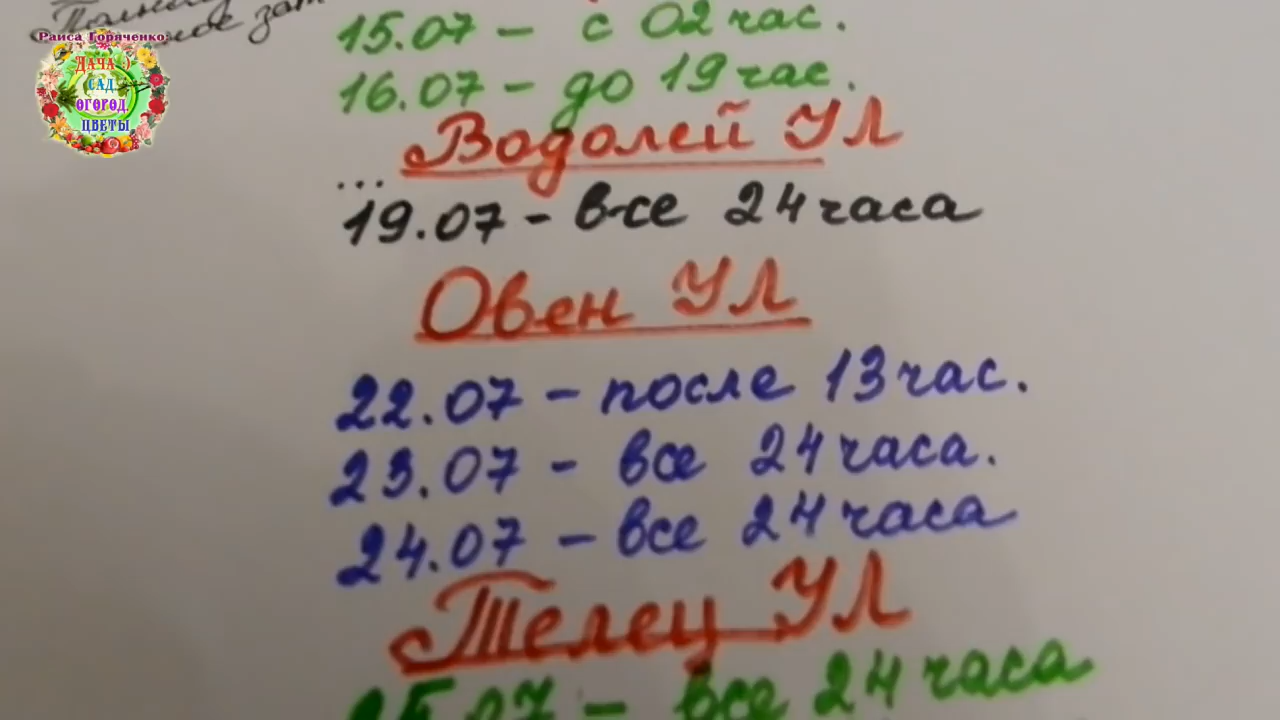 15.07 - с 02 час.
16.07 - до 19 час.
Раиса Горяченко
Дача
сад
огород
цветы
Водолей УЛ
...
19.07 - все 24 часа
Овен УЛ
22.07 - после 13 час.
23.07 - все 24 часа.
24.07 - все 24 часа
Телец УЛ
25.07 - все 24 часа